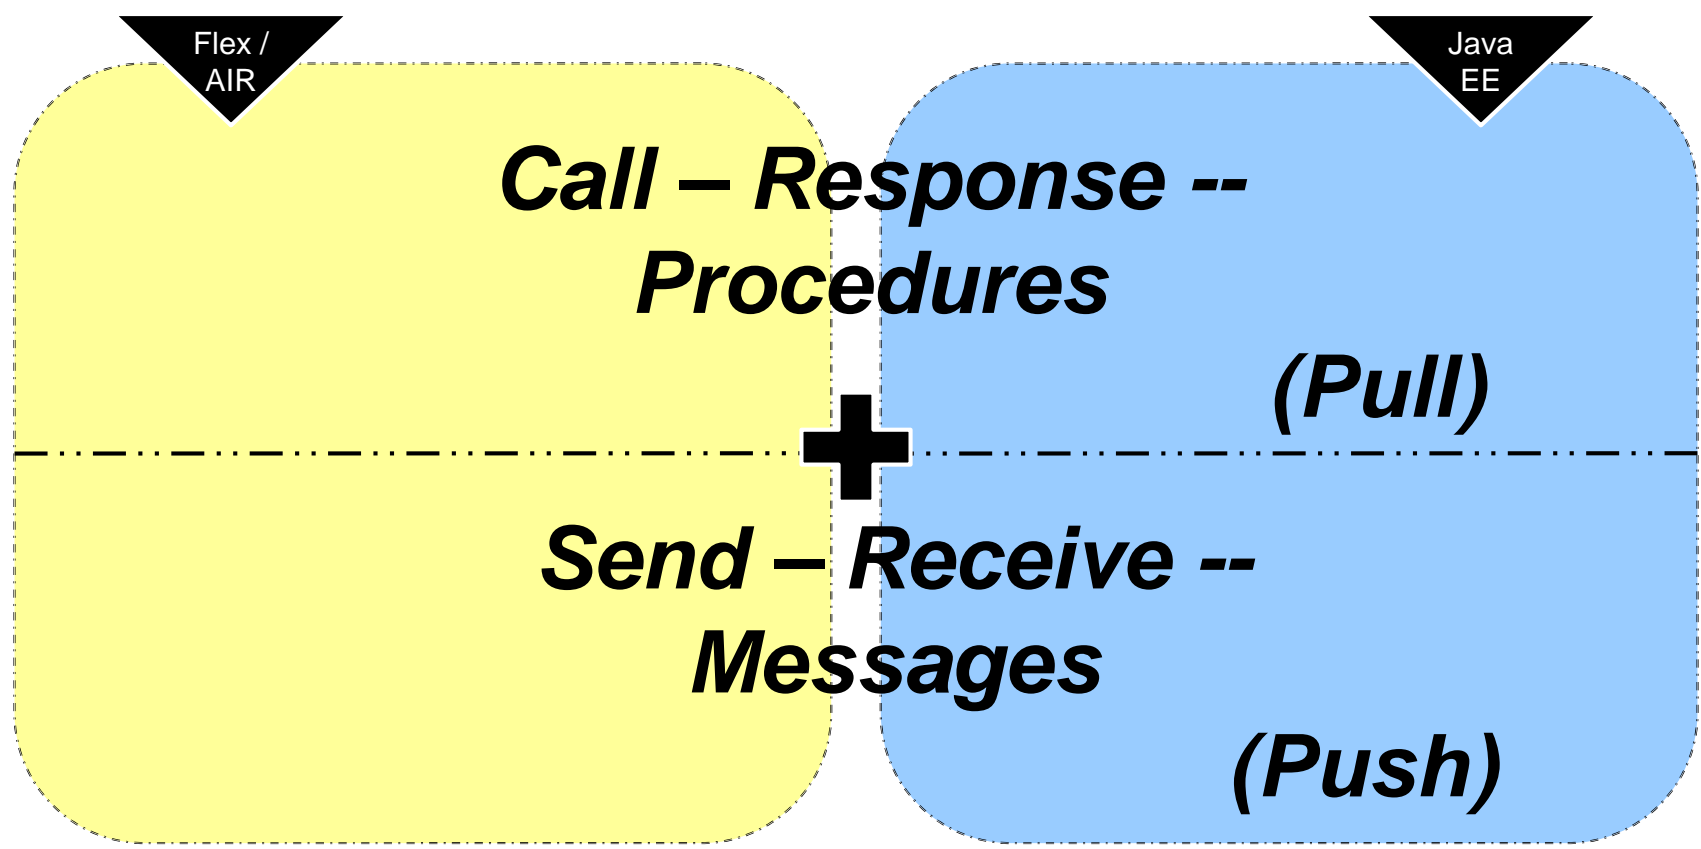 Flex /
AIR
Java
EE
Call – Response --
Procedures
(Pull)
Send – Receive --
Messages
(Push)